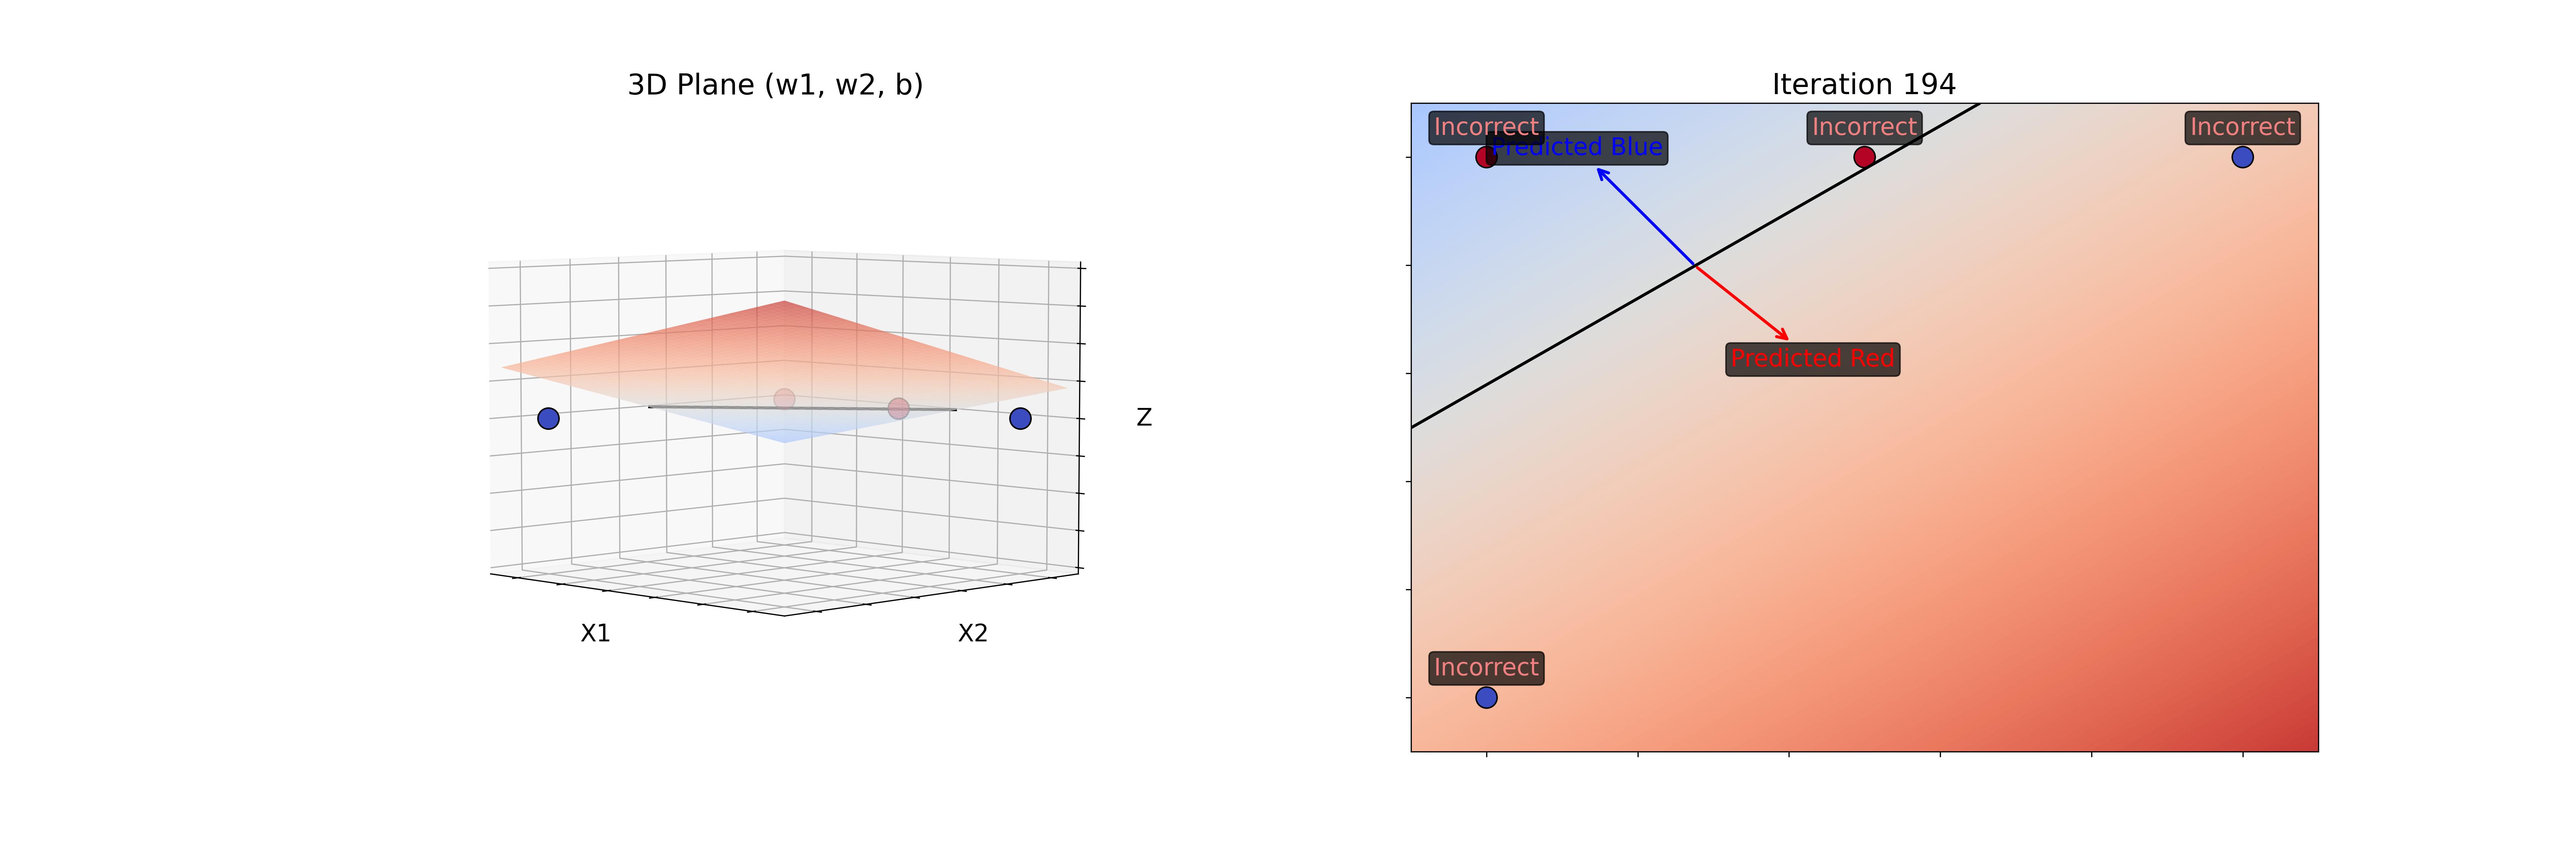 3D Plane (w1, w2, b)
Z
X1
X2
Iteration 194
Incorrect
Incorrect
Incorrect
Predicted Blue
Predicted Red
Incorrect